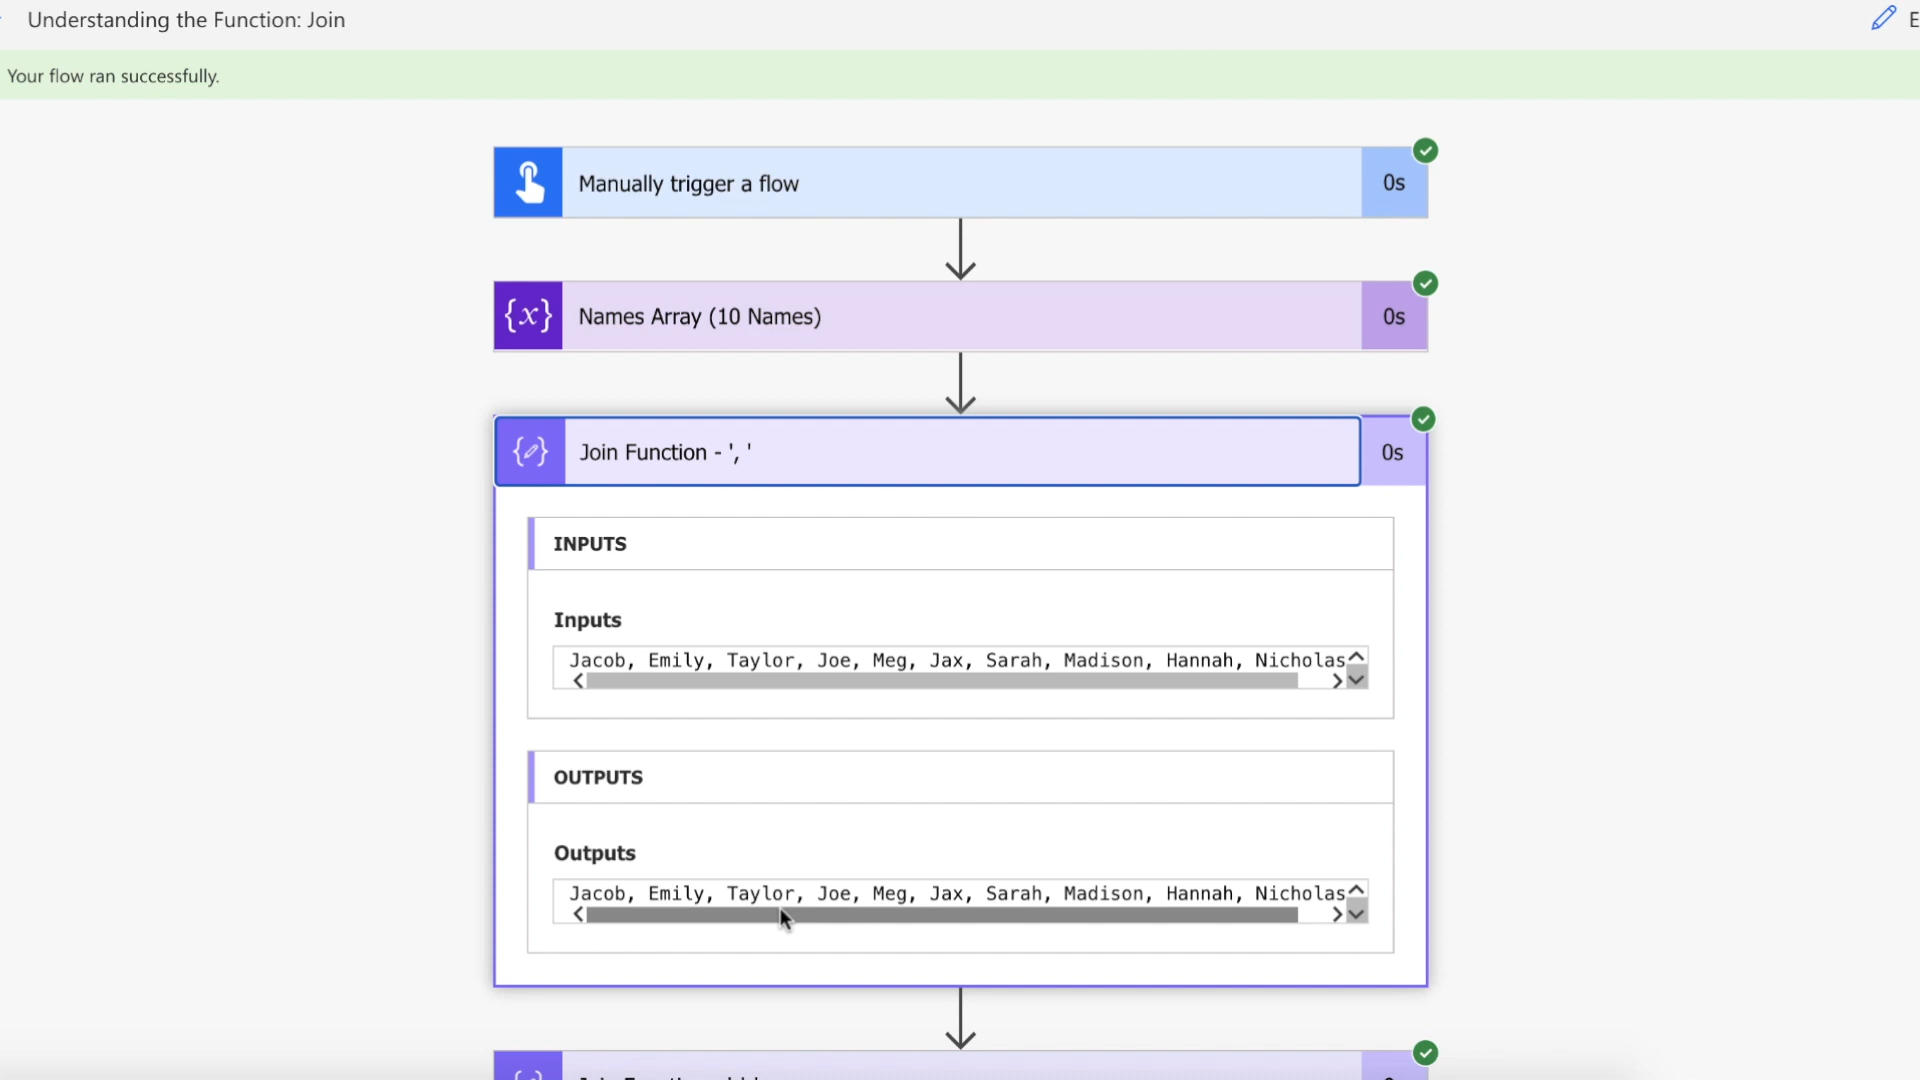 Understanding the Function: Join
Your flow ran successfully.
Manually trigger a flow
0s
{x}
Names Array (10 Names)
0s
Join Function - ', '
0s
INPUTS
Inputs
Jacob, Emily, Taylor, Joe, Meg, Jax, Sarah, Madison, Hannah, Nicholas
OUTPUTS
Outputs
Jacob, Emily, Taylor, Joe, Meg, Jax, Sarah, Madison, Hannah, Nicholas